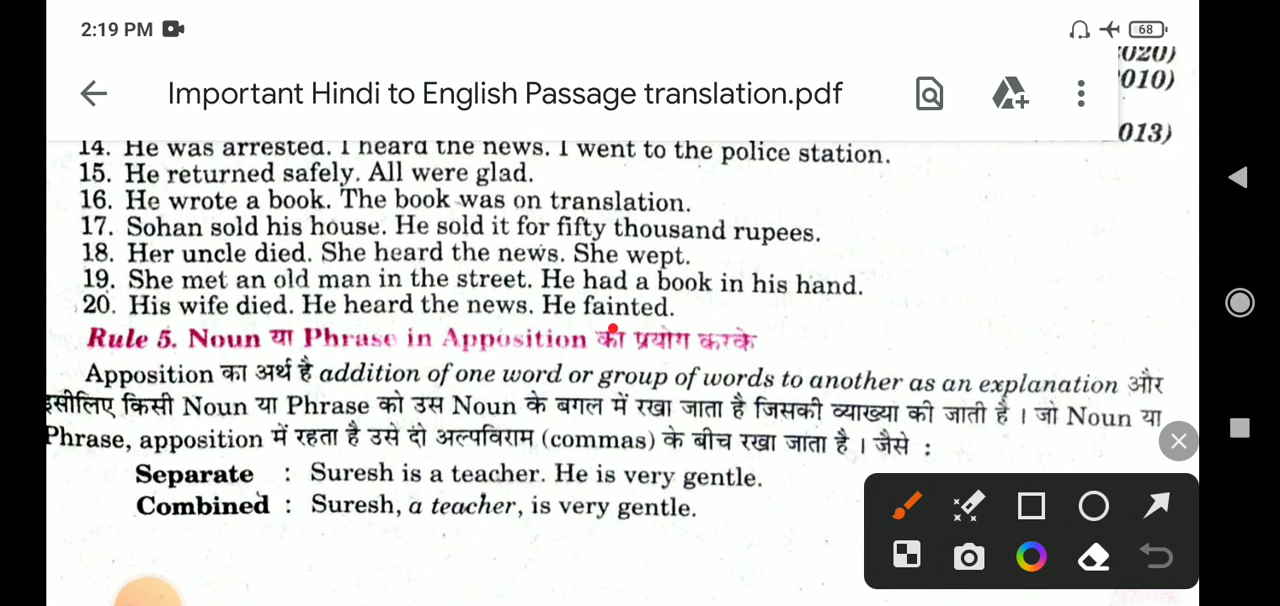 2:19 PM
68
Important Hindi to English Passage translation.pdf
2020)
010)
013)
14. He was arrested. I heard the news. I went to the police station.
15. He returned safely. All were glad.
16. He wrote a book. The book was on translation.
17. Sohan sold his house. He sold it for fifty thousand rupees.
18. Her uncle died. She heard the news. She wept.
19. She met an old man in the street. He had a book in his hand.
20. His wife died. He heard the news. He fainted.
Rule 5. Noun या Phrase in Apposition का प्रयोग करके
Apposition का अर्थ है addition of one word or group of words to another as an explanation और
इसीलिए किसी Noun या Phrase को उस Noun के बगल में रखा जाता है जिसकी व्याख्या की जाती है । जो Noun या
Phrase, apposition में रहता है उसे दो अल्पविराम (commas) के बीच रखा जाता है । जैसे :
Separate : Suresh is a teacher. He is very gentle.
Combined : Suresh, a teacher, is very gentle.